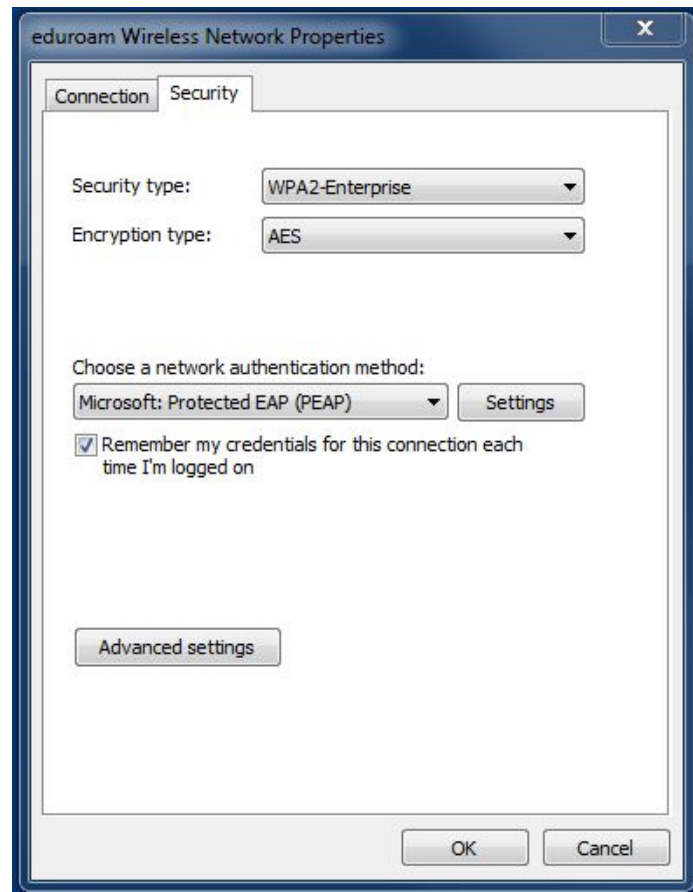 eduroam Wireless Network Properties
X
Connection Security
Security type: WPA2-Enterprise
Encryption type: AES
Choose a network authentication method:
Microsoft: Protected EAP (PEAP) Settings
Remember my credentials for this connection each
time I'm logged on
Advanced settings
OK Cancel